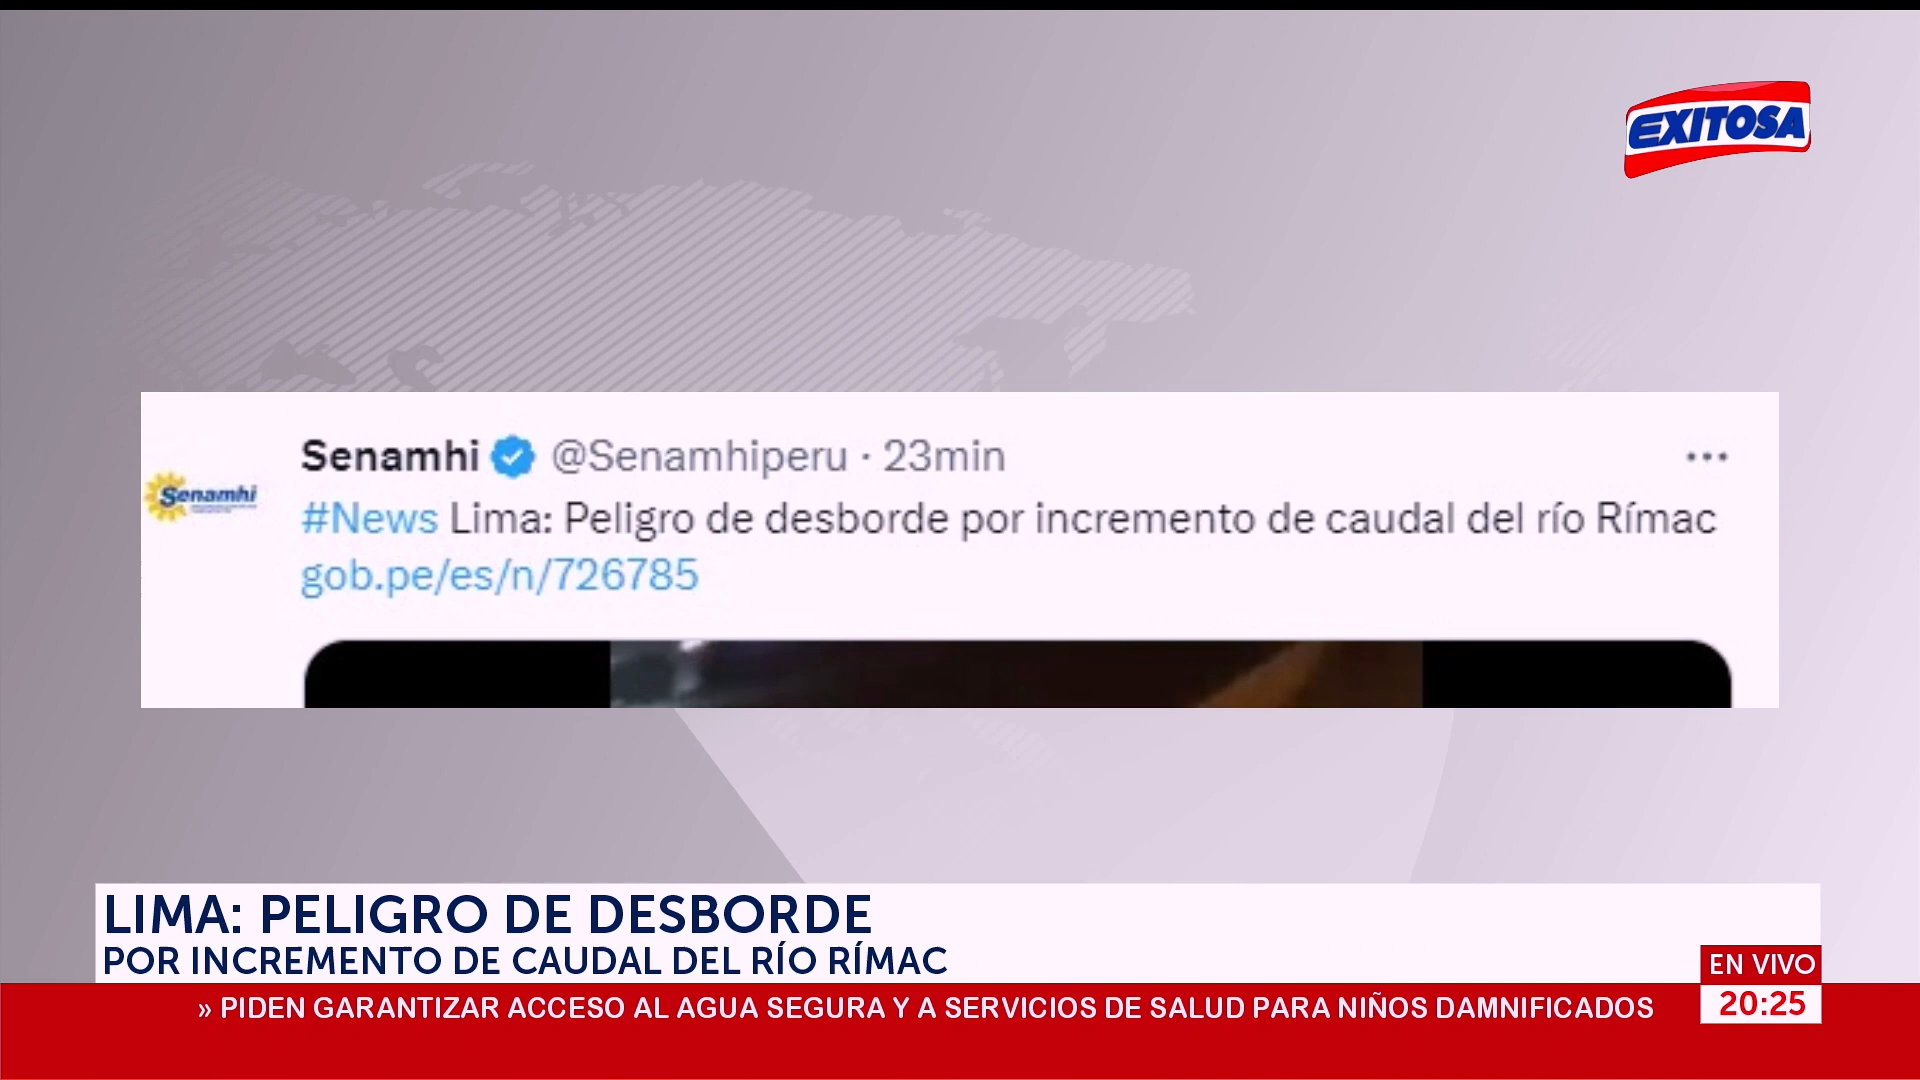 EXITOSA
Senamhi @Senamhiperu · 23min
Senamhi
#News Lima: Peligro de desborde por incremento de caudal del río Rímac
gob.pe/es/n/726785
LIMA: PELIGRO DE DESBORDE
POR INCREMENTO DE CAUDAL DEL RÍO RÍMAC
EN VIVO
» PIDEN GARANTIZAR ACCESO AL AGUA SEGURA Y A SERVICIOS DE SALUD PARA NIÑOS DAMNIFICADOS
20:25